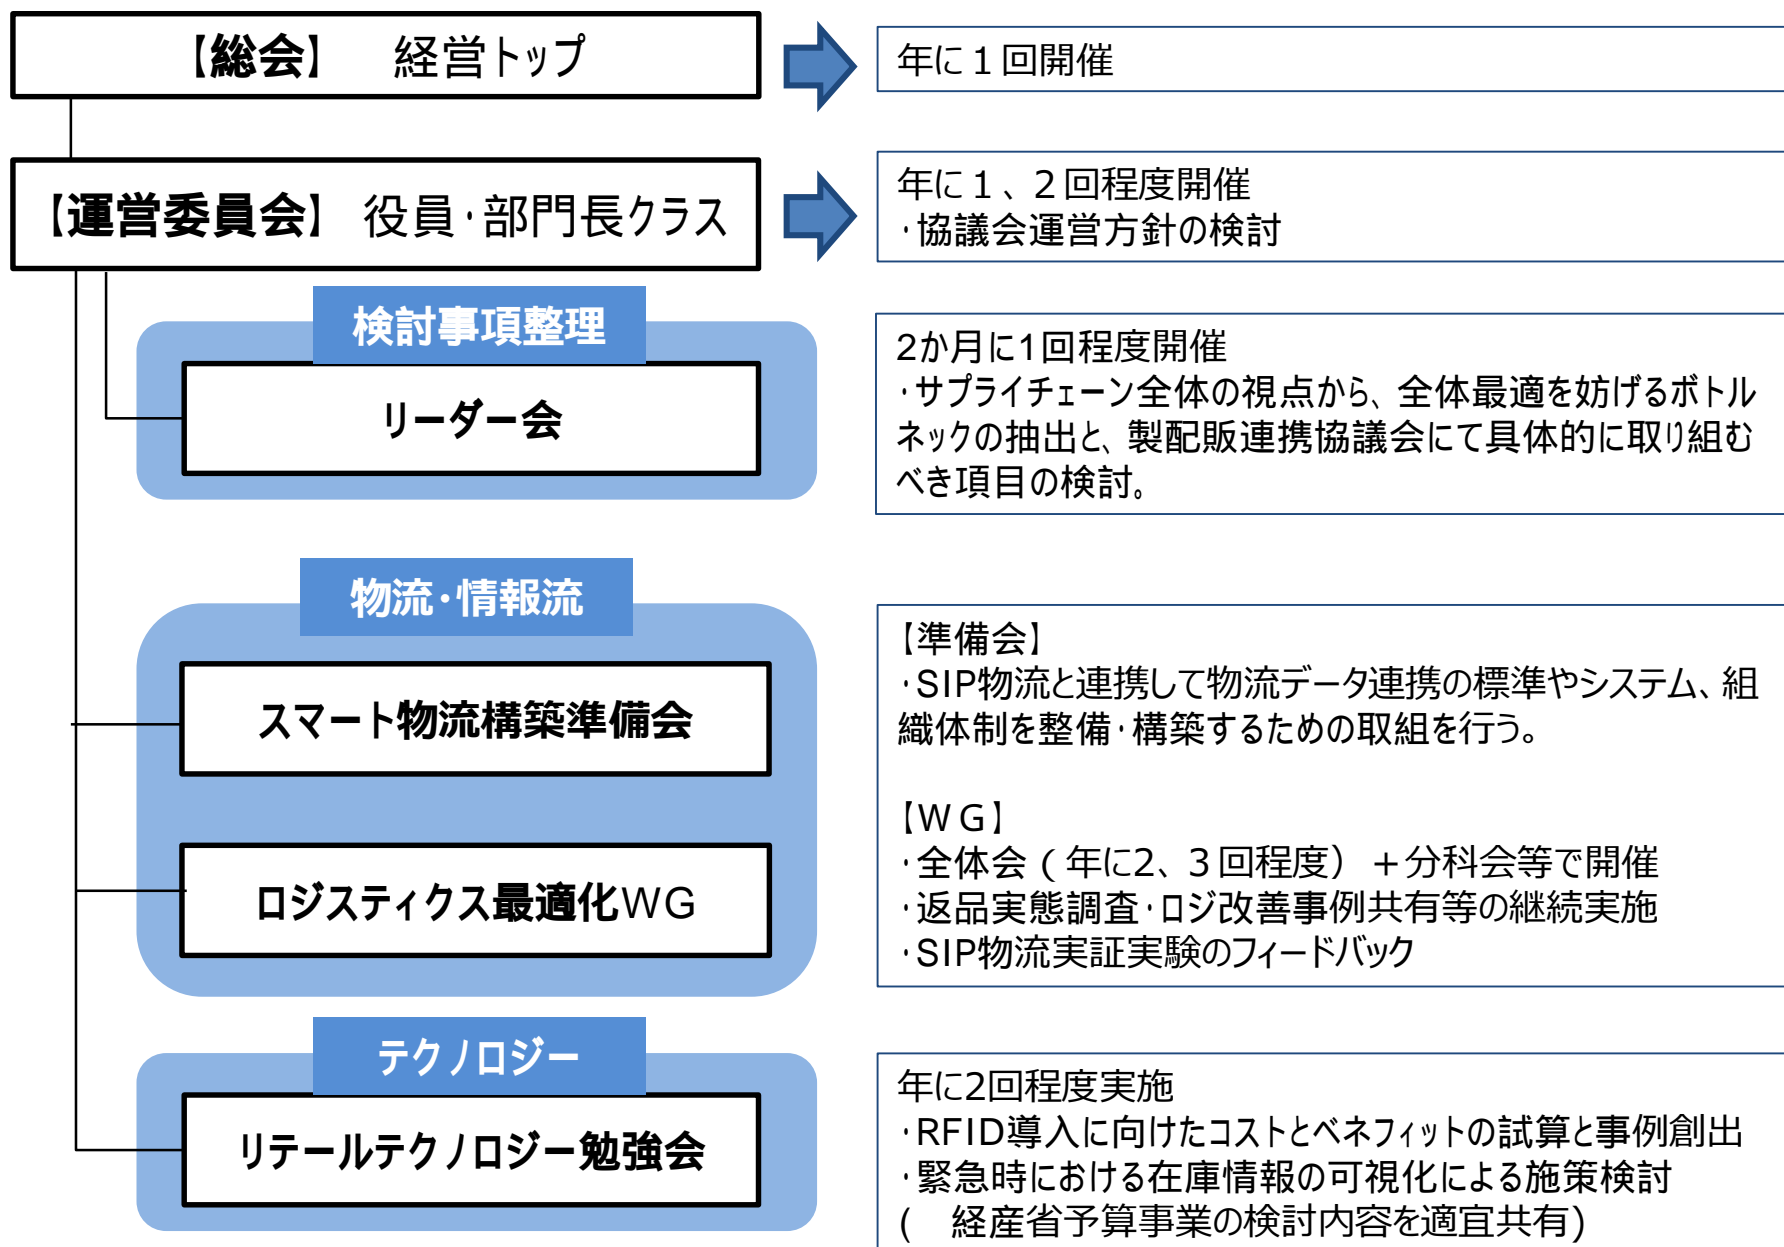 【総会】 経営トップ
年に１回開催
【運営委員会】 役員・部門長クラス
年に１、２回程度開催
・協議会運営方針の検討
検討事項整理
リーダー会
2か月に1回程度開催
・サプライチェーン全体の視点から、全体最適を妨げるボトル
ネックの抽出と、製配販連携協議会にて具体的に取り組む
べき項目の検討。
物流・情報流
スマート物流構築準備会
ロジスティクス最適化WG
【準備会】
・SIP物流と連携して物流データ連携の標準やシステム、組
織体制を整備・構築するための取組を行う。
【ＷＧ】
・全体会（年に2、３回程度）＋分科会等で開催
・返品実態調査・ロジ改善事例共有等の継続実施
・SIP物流実証実験のフィードバック
テクノロジー
リテールテクノロジー勉強会
年に2回程度実施
・RFID導入に向けたコストとベネフィットの試算と事例創出
・緊急時における在庫情報の可視化による施策検討
(　経産省予算事業の検討内容を適宜共有)